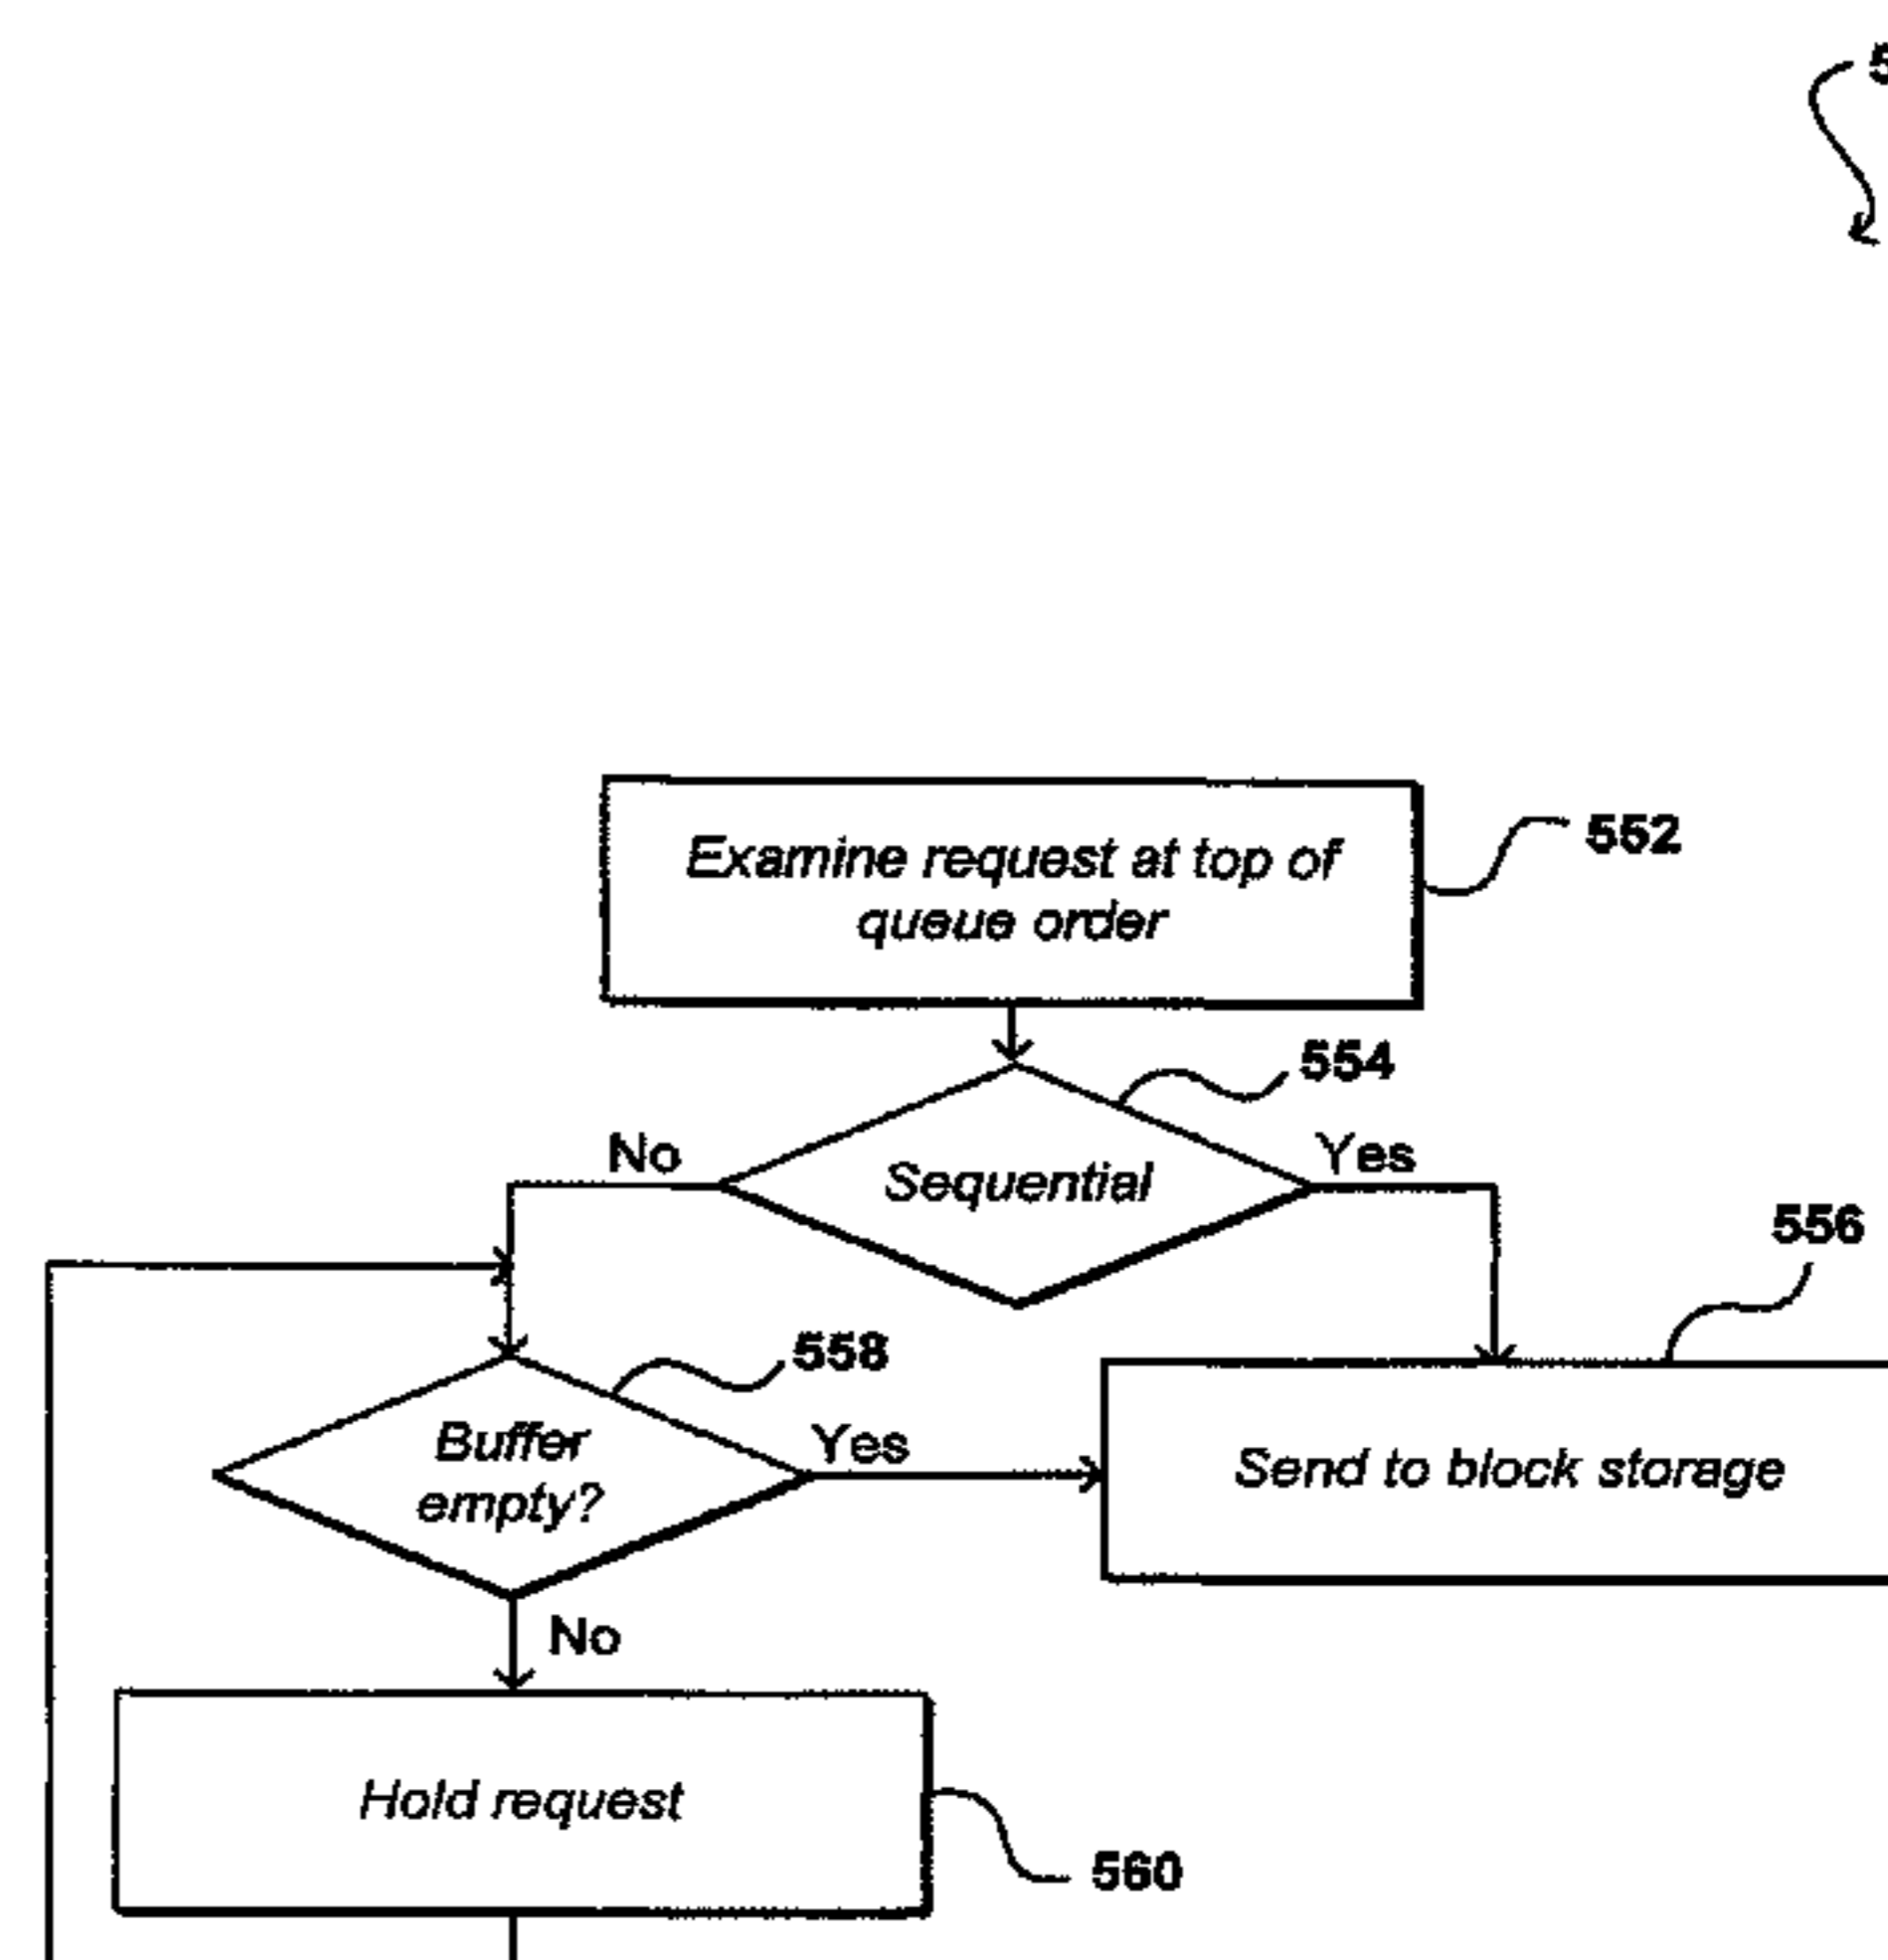 Examine request at top of
queue order
552
554
No
Sequential
Yes
556
558
Buffer
empty?
Yes
Send to block storage
No
Hold request
560